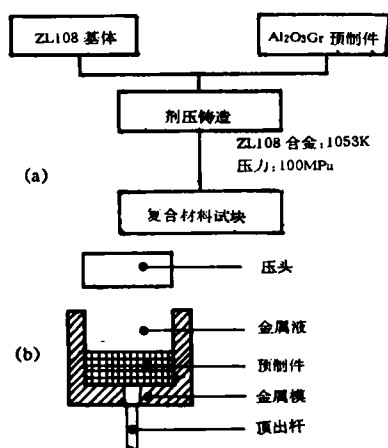 ZL108 基体
Al₂O₃Gr 预制件
剂压铸造
ZL108 合金:1053K
压力:100MPu
(a)
复合材料试块
压头
金属液
(b)
预制件
金属模
顶出杆